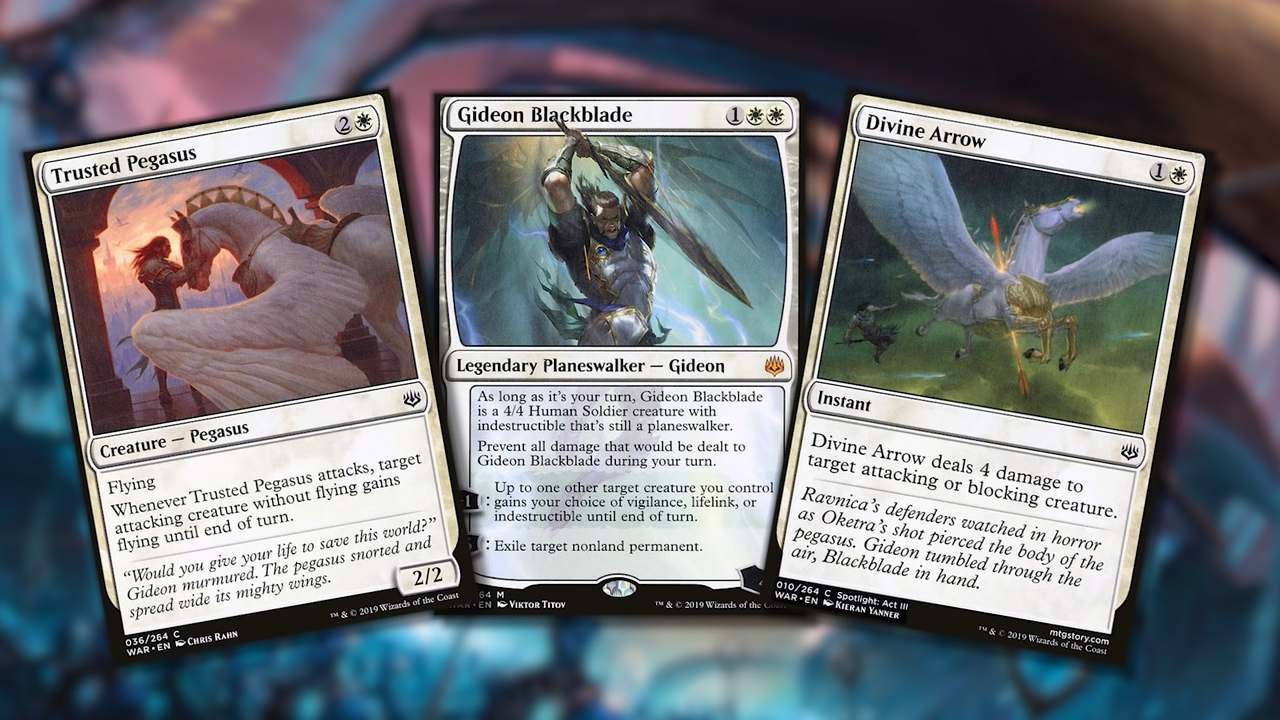 Trusted Pegasus
2
Creature — Pegasus
Flying
Whenever Trusted Pegasus attacks, target
attacking creature without flying gains
flying until end of turn.
“Would you give your life to save this world?”
Gideon murmured. The pegasus snorted and
spread wide its mighty wings.
2/2
036/264 C
WAR • EN Chris Rahn
™ & © 2019 Wizards of the Coast
Gideon Blackblade
1
Legendary Planeswalker — Gideon
As long as it’s your turn, Gideon Blackblade
is a 4/4 Human Soldier creature with
indestructible that’s still a planeswalker.
Prevent all damage that would be dealt to
Gideon Blackblade during your turn.
Up to one other target creature you control
: gains your choice of vigilance, lifelink, or
indestructible until end of turn.
: Exile target nonland permanent.
64 M
WAR • EN Viktor Titov
™ & © 2019 Wizards of the Co
Divine Arrow
1
Instant
Divine Arrow deals 4 damage to
target attacking or blocking creature.
Ravnica’s defenders watched in horror
as Oketra’s shot pierced the body of the
pegasus. Gideon tumbled through the
air, Blackblade in hand.
010/264 C Spotlight: Act III
WAR • EN Kieran Yanner
mtgstory.com
™ & © 2019 Wizards of the Coast